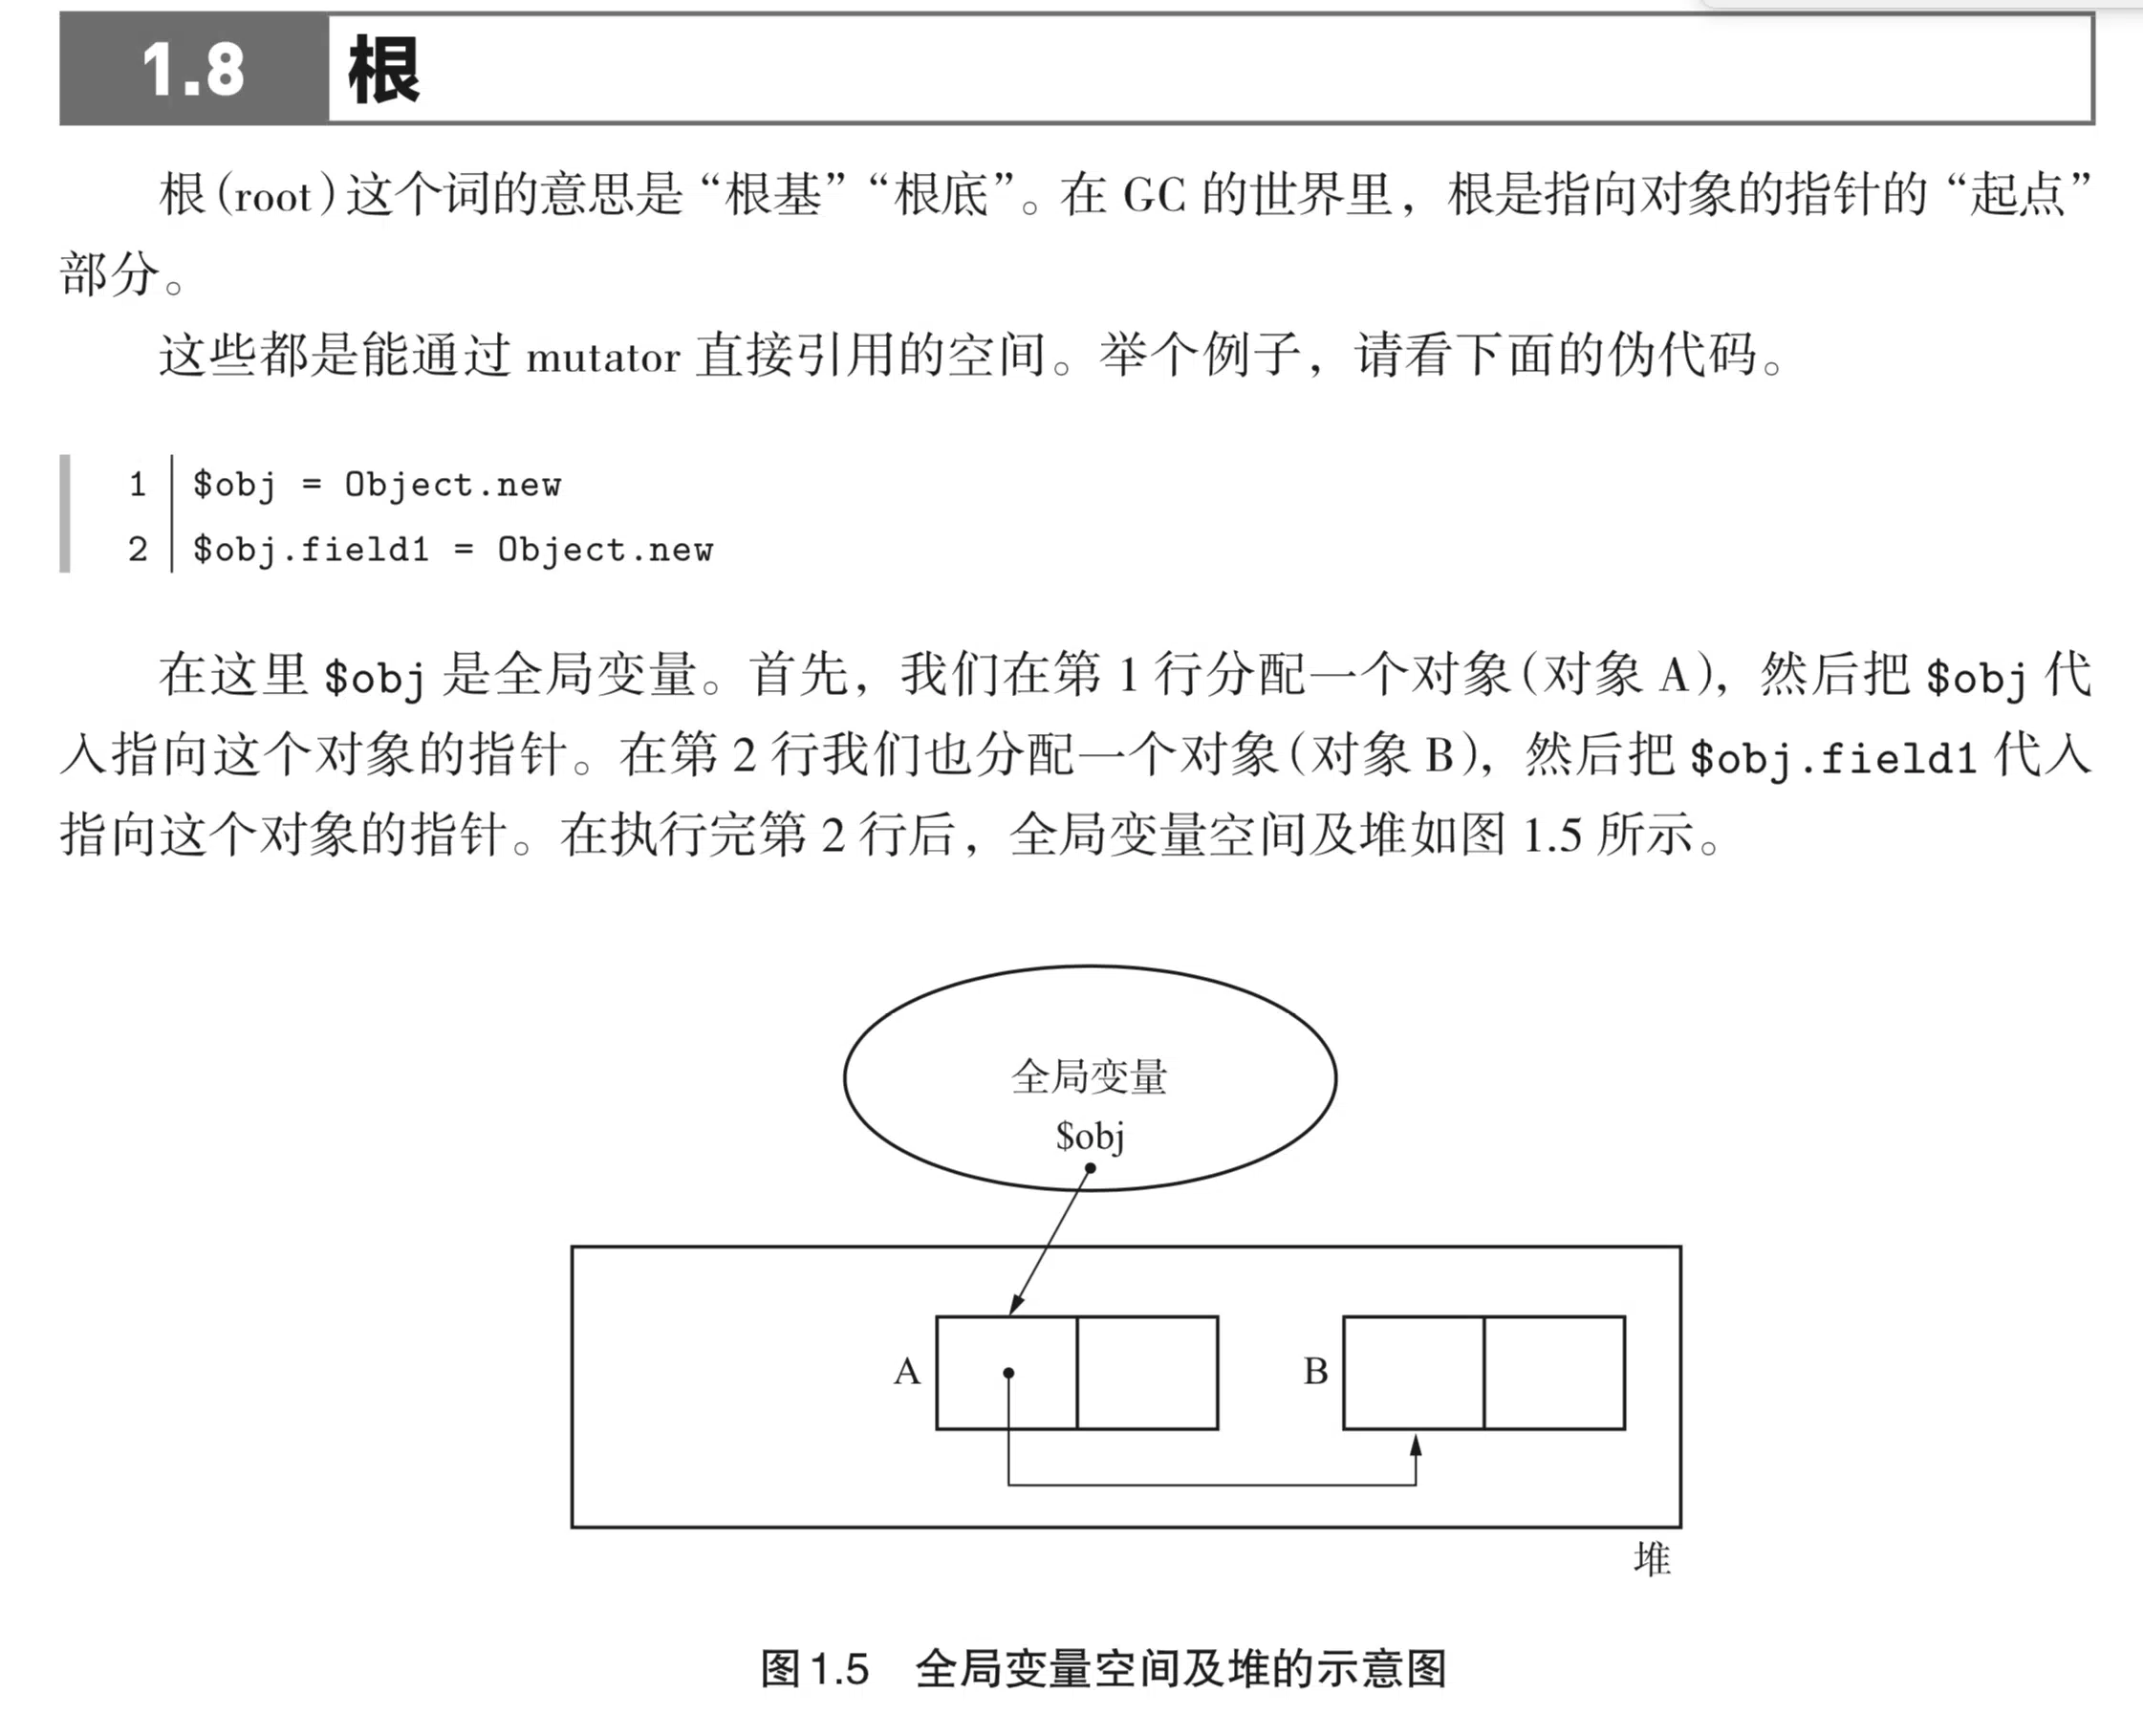 1.8 根
根(root)这个词的意思是“根基”“根底”。在 GC 的世界里，根是指向对象的指针的“起点”
部分。
这些都是能通过 mutator 直接引用的空间。举个例子，请看下面的伪代码。
1 $obj = Object.new
2 $obj.field1 = Object.new
在这里 $obj 是全局变量。首先，我们在第 1 行分配一个对象(对象 A)，然后把 $obj 代
入指向这个对象的指针。在第 2 行我们也分配一个对象(对象 B)，然后把 $obj.field1 代入
指向这个对象的指针。在执行完第 2 行后，全局变量空间及堆如图 1.5 所示。
全局变量
$obj
A B
堆
图1.5 全局变量空间及堆的示意图